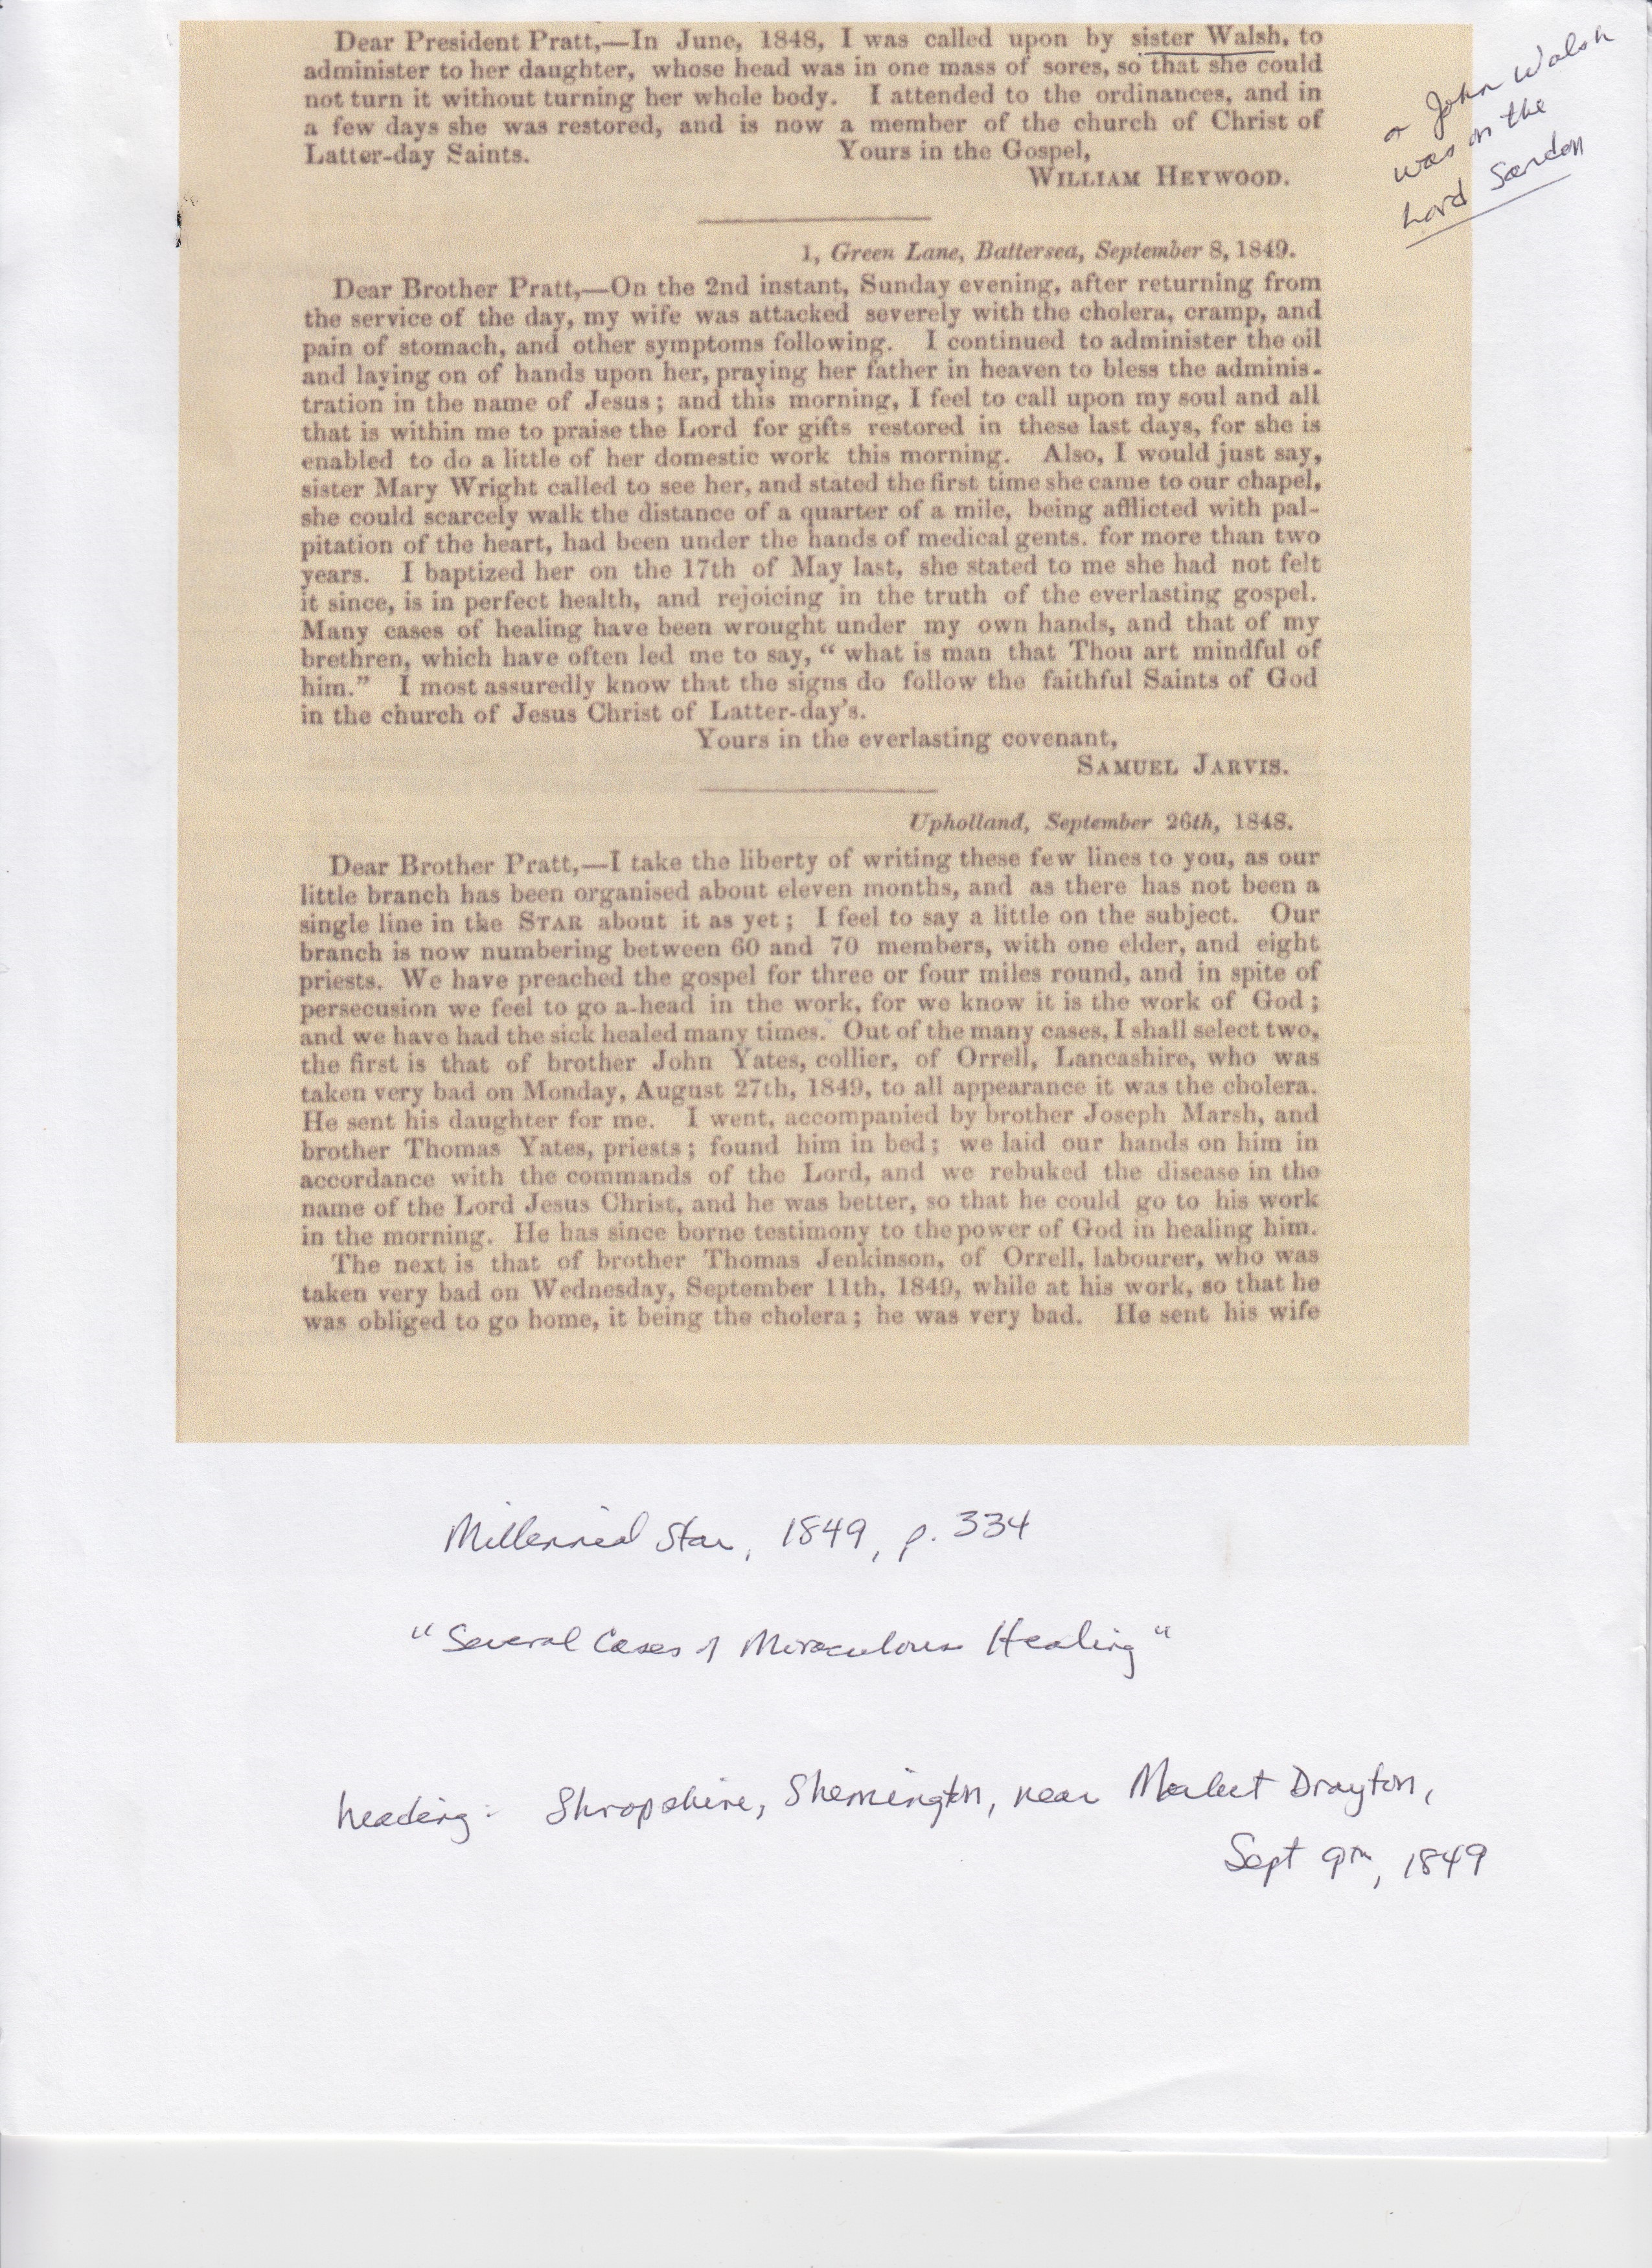 Dear President Pratt,—In June, 1848, I was called upon by sister Walsh, to
administer to her daughter, whose head was in one mass of sores, so that she could
not turn it without turning her whole body. I attended to the ordinances, and in
a few days she was restored, and is now a member of the church of Christ of
Latter-day Saints. Yours in the Gospel,
WILLIAM HEYWOOD.
a John Walsh
was on the
Lord Sandon
1, Green Lane, Battersea, September 8, 1849.
Dear Brother Pratt,—On the 2nd instant, Sunday evening, after returning from
the service of the day, my wife was attacked severely with the cholera, cramp, and
pain of stomach, and other symptoms following. I continued to administer the oil
and laying on of hands upon her, praying her father in heaven to bless the adminis-
tration in the name of Jesus; and this morning, I feel to call upon my soul and all
that is within me to praise the Lord for gifts restored in these last days, for she is
enabled to do a little of her domestic work this morning. Also, I would just say,
sister Mary Wright called to see her, and stated the first time she came to our chapel,
she could scarcely walk the distance of a quarter of a mile, being afflicted with pal-
pitation of the heart, had been under the hands of medical gents. for more than two
years. I baptized her on the 17th of May last, she stated to me she had not felt
it since, is in perfect health, and rejoicing in the truth of the everlasting gospel.
Many cases of healing have been wrought under my own hands, and that of my
brethren, which have often led me to say, “ what is man that Thou art mindful of
him.” I most assuredly know that the signs do follow the faithful Saints of God
in the church of Jesus Christ of Latter-day's.
Yours in the everlasting covenant,
SAMUEL JARVIS.
Upholland, September 26th, 1848.
Dear Brother Pratt,—I take the liberty of writing these few lines to you, as our
little branch has been organised about eleven months, and as there has not been a
single line in the STAR about it as yet; I feel to say a little on the subject. Our
branch is now numbering between 60 and 70 members, with one elder, and eight
priests. We have preached the gospel for three or four miles round, and in spite of
persecusion we feel to go a-head in the work, for we know it is the work of God;
and we have had the sick healed many times. Out of the many cases, I shall select two,
the first is that of brother John Yates, collier, of Orrell, Lancashire, who was
taken very bad on Monday, August 27th, 1849, to all appearance it was the cholera.
He sent his daughter for me. I went, accompanied by brother Joseph Marsh, and
brother Thomas Yates, priests; found him in bed; we laid our hands on him in
accordance with the commands of the Lord, and we rebuked the disease in the
name of the Lord Jesus Christ, and he was better, so that he could go to his work
in the morning. He has since borne testimony to the power of God in healing him.
The next is that of brother Thomas Jenkinson, of Orrell, labourer, who was
taken very bad on Wednesday, September 11th, 1849, while at his work, so that he
was obliged to go home, it being the cholera; he was very bad. He sent his wife
Millennial Star, 1849, p. 334
"Several Cases of Miraculous Healing"
heading: Shropshire, Shemington, near Market Drayton,
Sept 9th, 1849